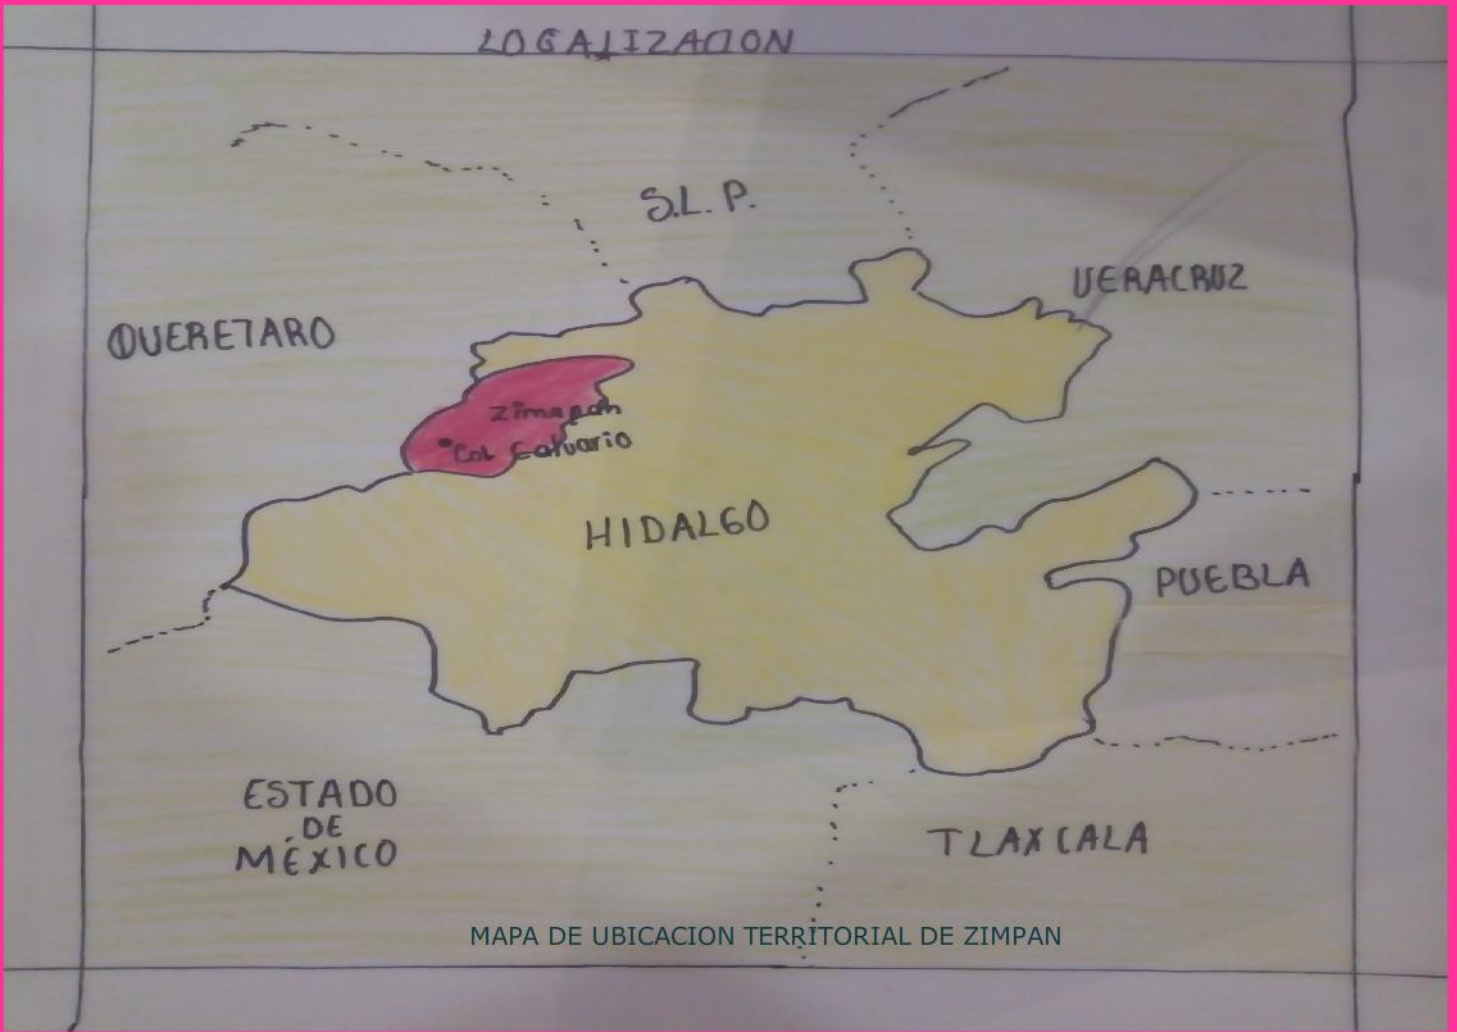 LOCALIZACION
S.L.P.
VERACRUZ
QUERETARO
Zimapan
Col Calvario
HIDALGO
PUEBLA
ESTADO
DE
MÉXICO
TLAXCALA
MAPA DE UBICACION TERRITORIAL DE ZIMPAN